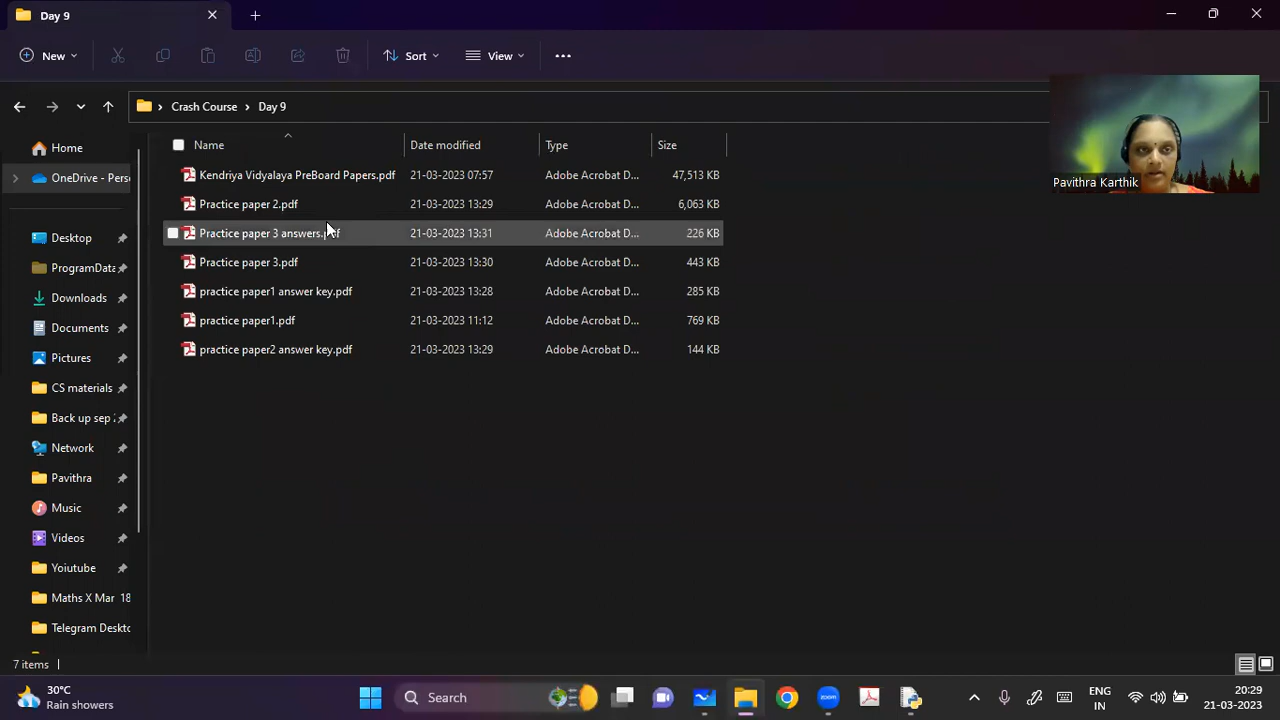 Day 9
New
Sort
View
Crash Course
Day 9
Pavithra Karthik
Home
OneDrive - Pers
Desktop
ProgramData
Downloads
Documents
Pictures
CS materials
Back up sep
Network
Pavithra
Music
Videos
Yoiutube
Maths X Mar 18
Telegram Deskto
Name Date modified Type Size
Kendriya Vidyalaya PreBoard Papers.pdf 21-03-2023 07:57 Adobe Acrobat D... 47,513 KB
Practice paper 2.pdf 21-03-2023 13:29 Adobe Acrobat D... 6,063 KB
Practice paper 3 answers.pdf 21-03-2023 13:31 Adobe Acrobat D... 226 KB
Practice paper 3.pdf 21-03-2023 13:30 Adobe Acrobat D... 443 KB
practice paper1 answer key.pdf 21-03-2023 13:28 Adobe Acrobat D... 285 KB
practice paper1.pdf 21-03-2023 11:12 Adobe Acrobat D... 769 KB
practice paper2 answer key.pdf 21-03-2023 13:29 Adobe Acrobat D... 144 KB
7 items
30°C
Rain showers
Search
zoom
ENG
IN
20:29
21-03-2023